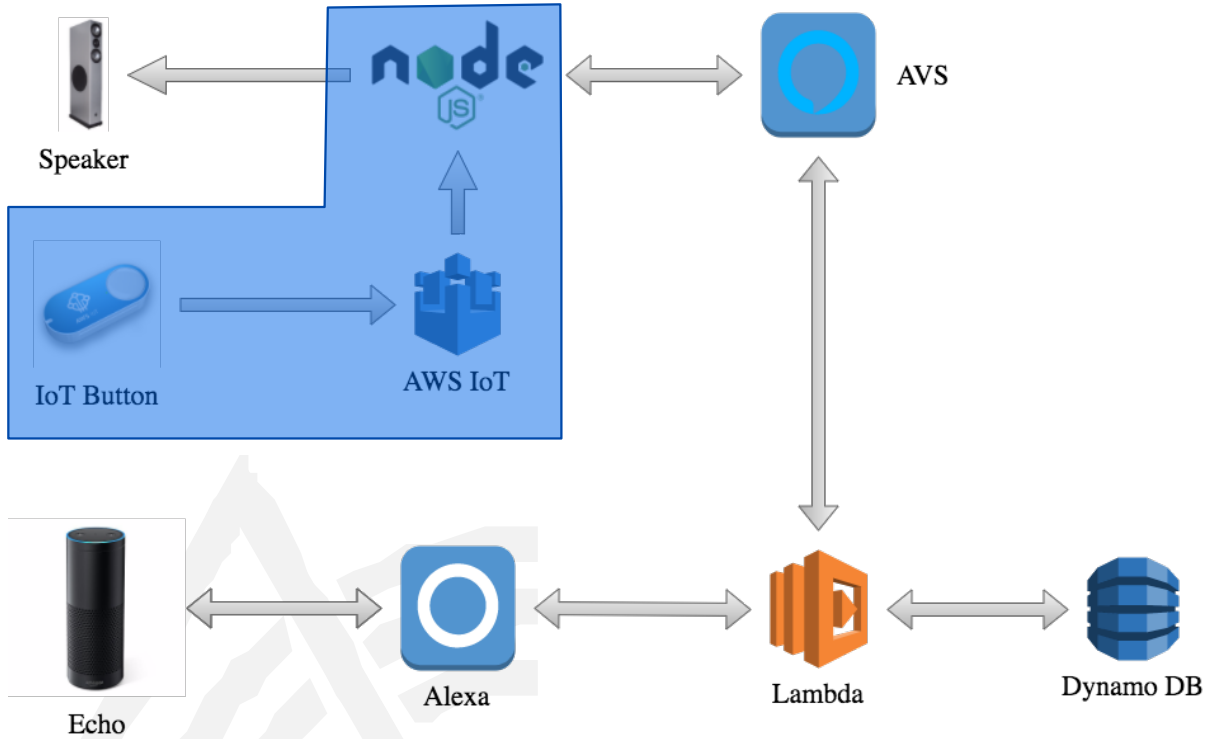 node
JS
AVS
Speaker
IoT Button
AWS IoT
Echo
Alexa
Lambda
Dynamo DB